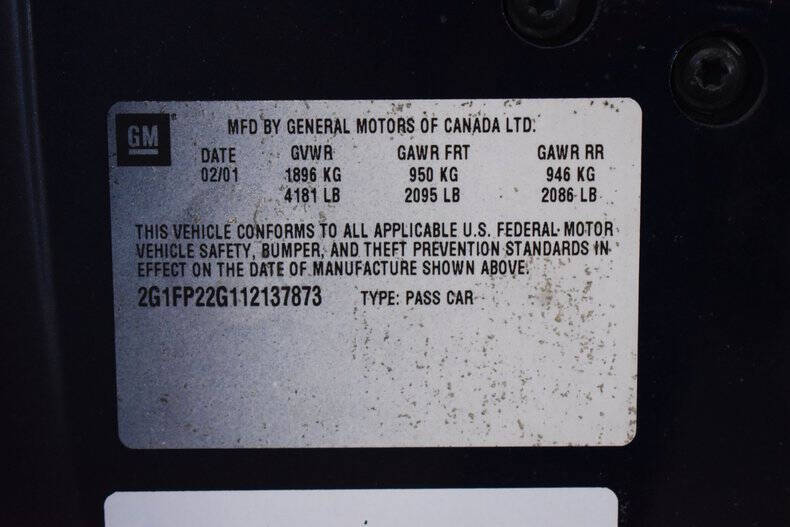 GM
MFD BY GENERAL MOTORS OF CANADA LTD.
DATE GVWR GAWR FRT GAWR RR
02/01 1896 KG 950 KG 946 KG
4181 LB 2095 LB 2086 LB
THIS VEHICLE CONFORMS TO ALL APPLICABLE U.S. FEDERAL MOTOR
VEHICLE SAFETY, BUMPER, AND THEFT PREVENTION STANDARDS IN
EFFECT ON THE DATE OF MANUFACTURE SHOWN ABOVE.
2G1FP22G112137873 TYPE: PASS CAR